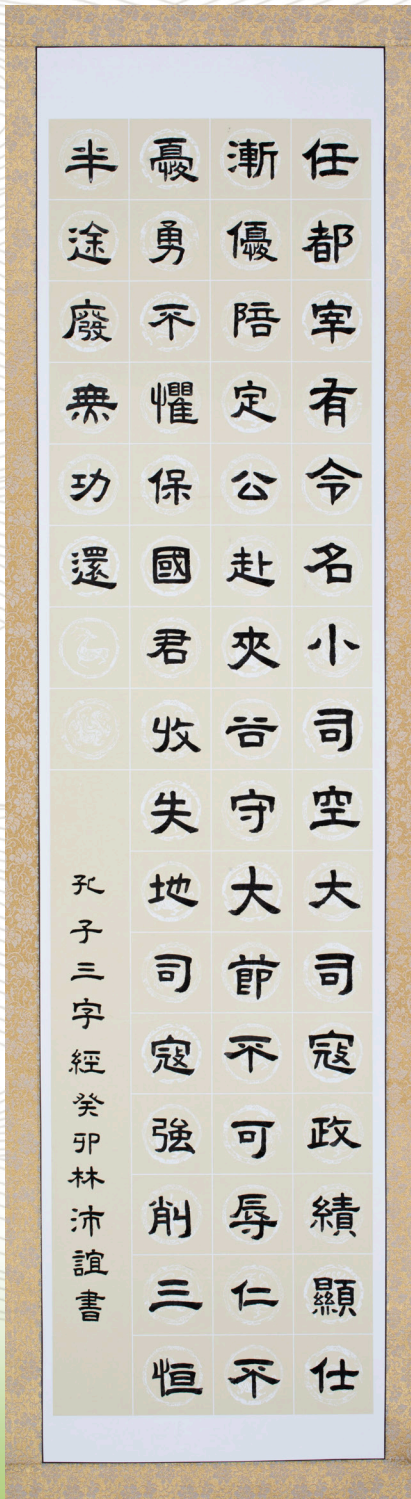 任都宰有令名小司空大司寇政績顯仕
漸優陪定公赴夾谷守大節不可辱仁不
憂勇不懼保國君收失地司寇強削三恒
半途廢無功還
孔子三字經癸卯林沛誼書